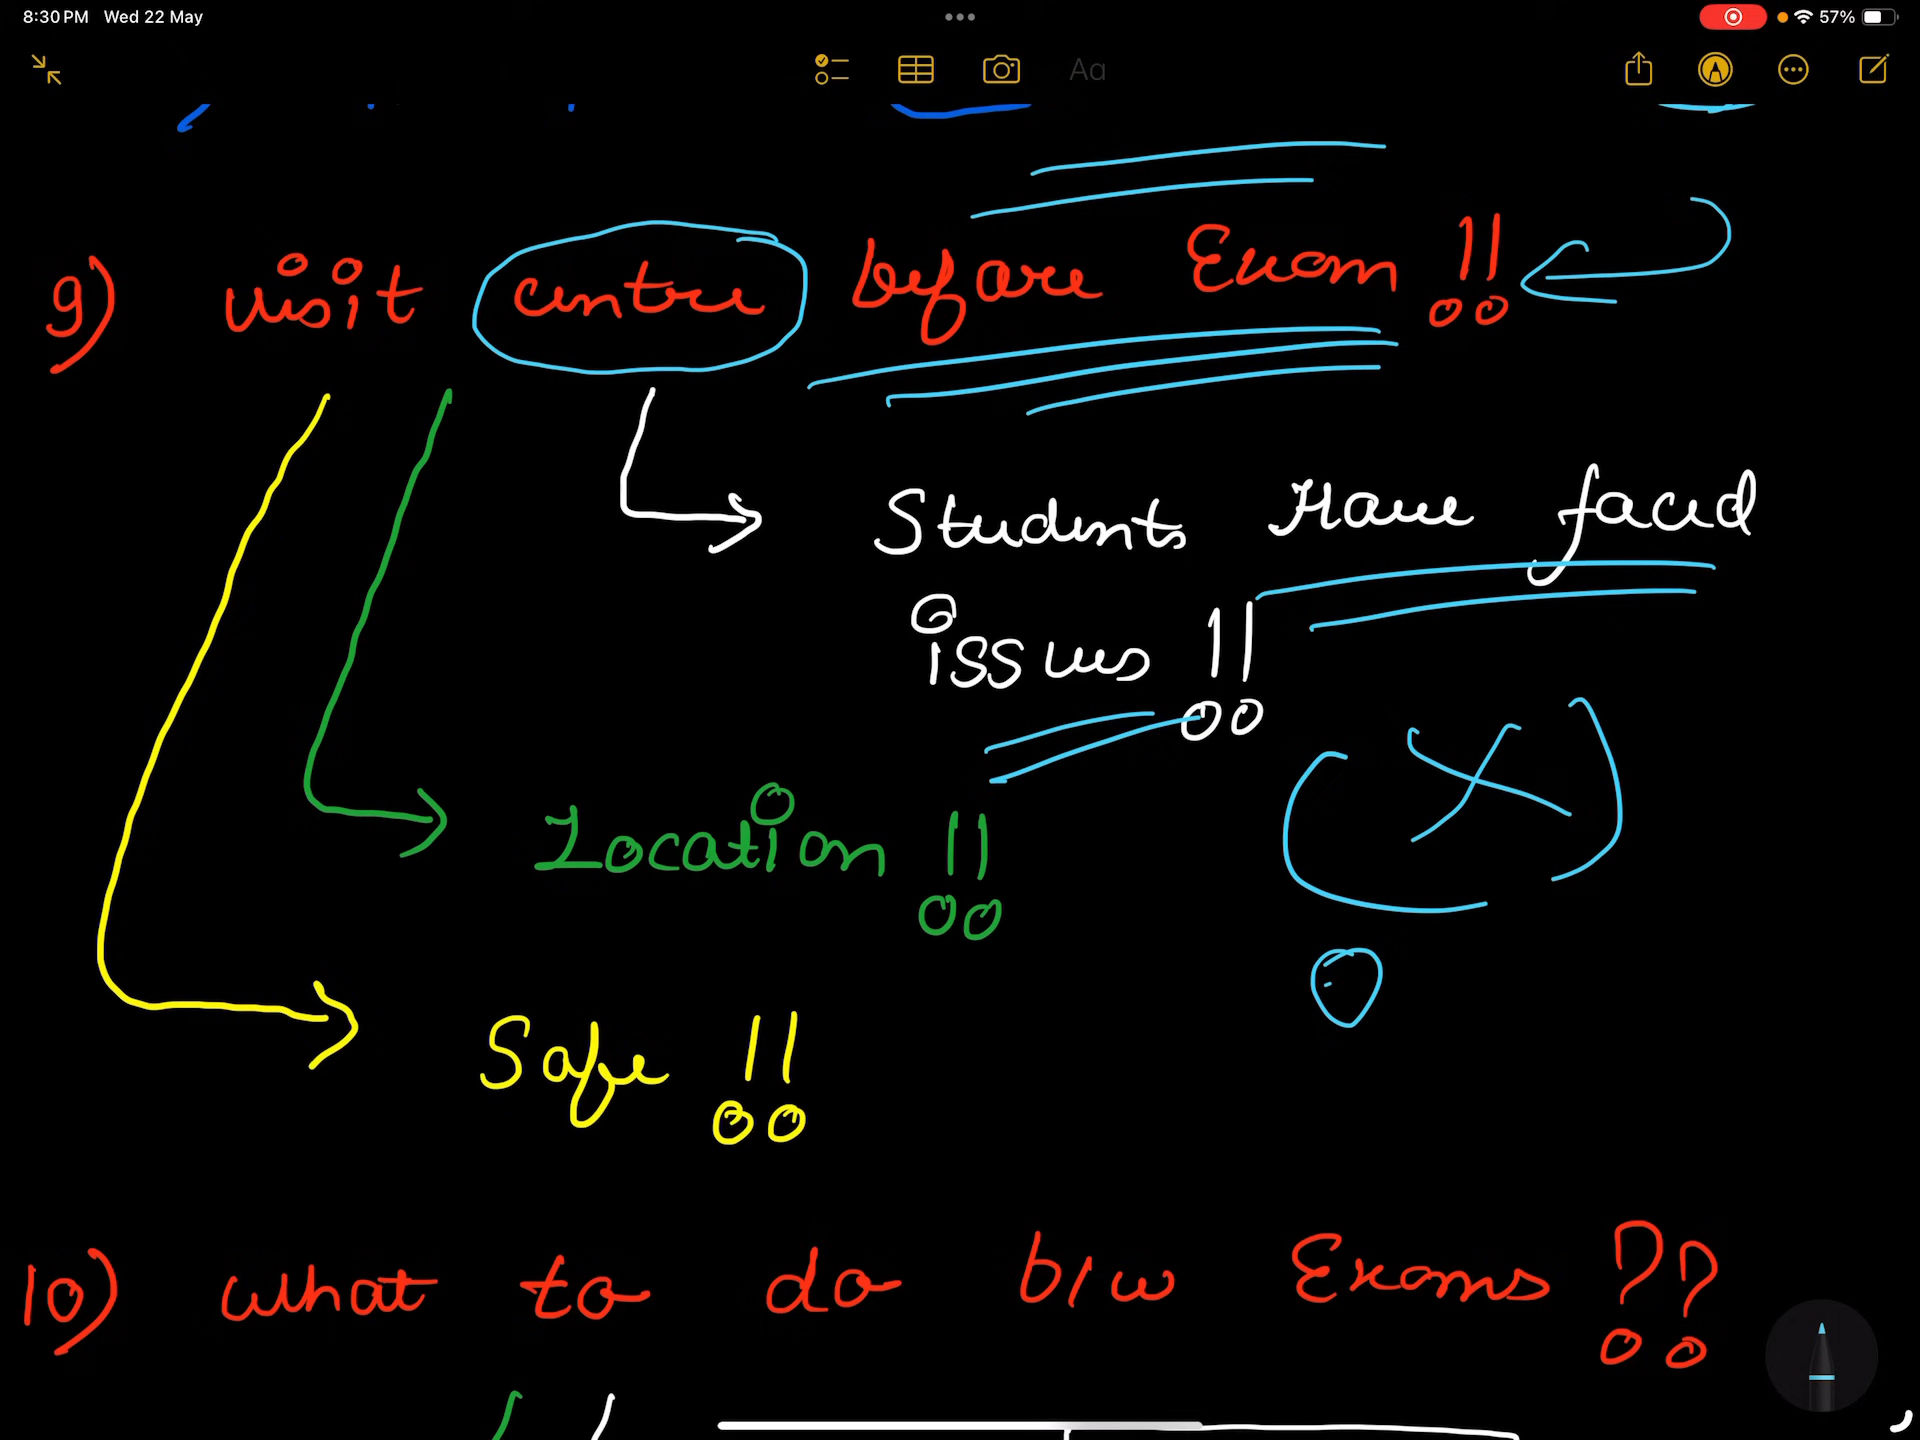 8:30 PM Wed 22 May
57%
Aa
9) visit centre before Exam !!
Students Have faced
issues !!
Location !!
Safe !!
10) what to do b/w Exams ??